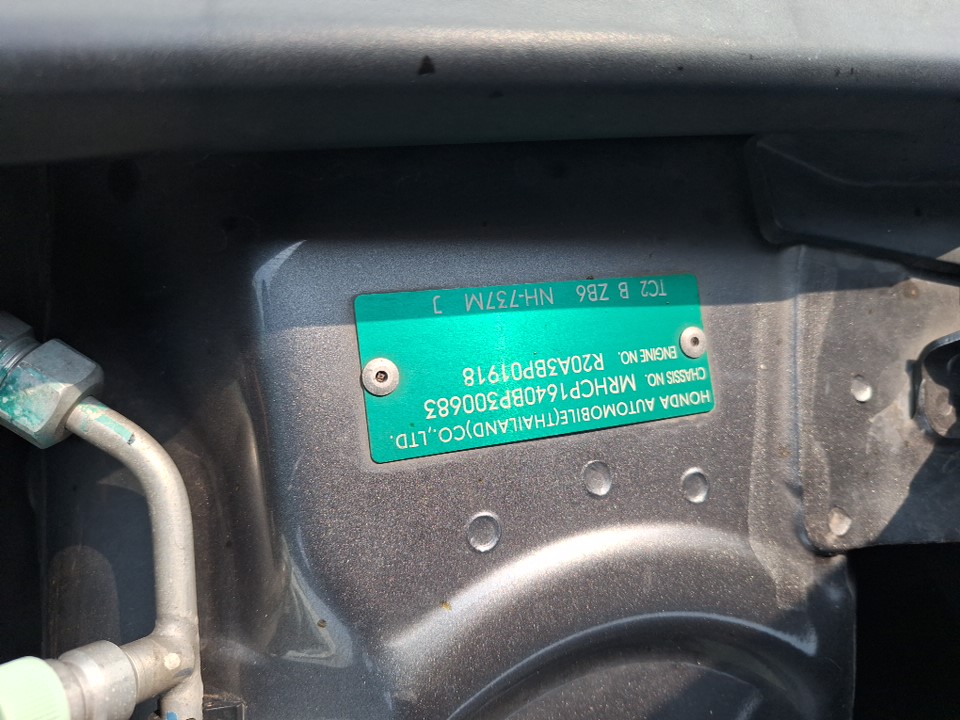 HONDA AUTOMOBILE(THAILAND)CO.,LTD.
CHASSIS NO. MRHCP1640BP300683
ENGINE NO. R20A3BP01918
TC2 B ZB6 NH-737M J